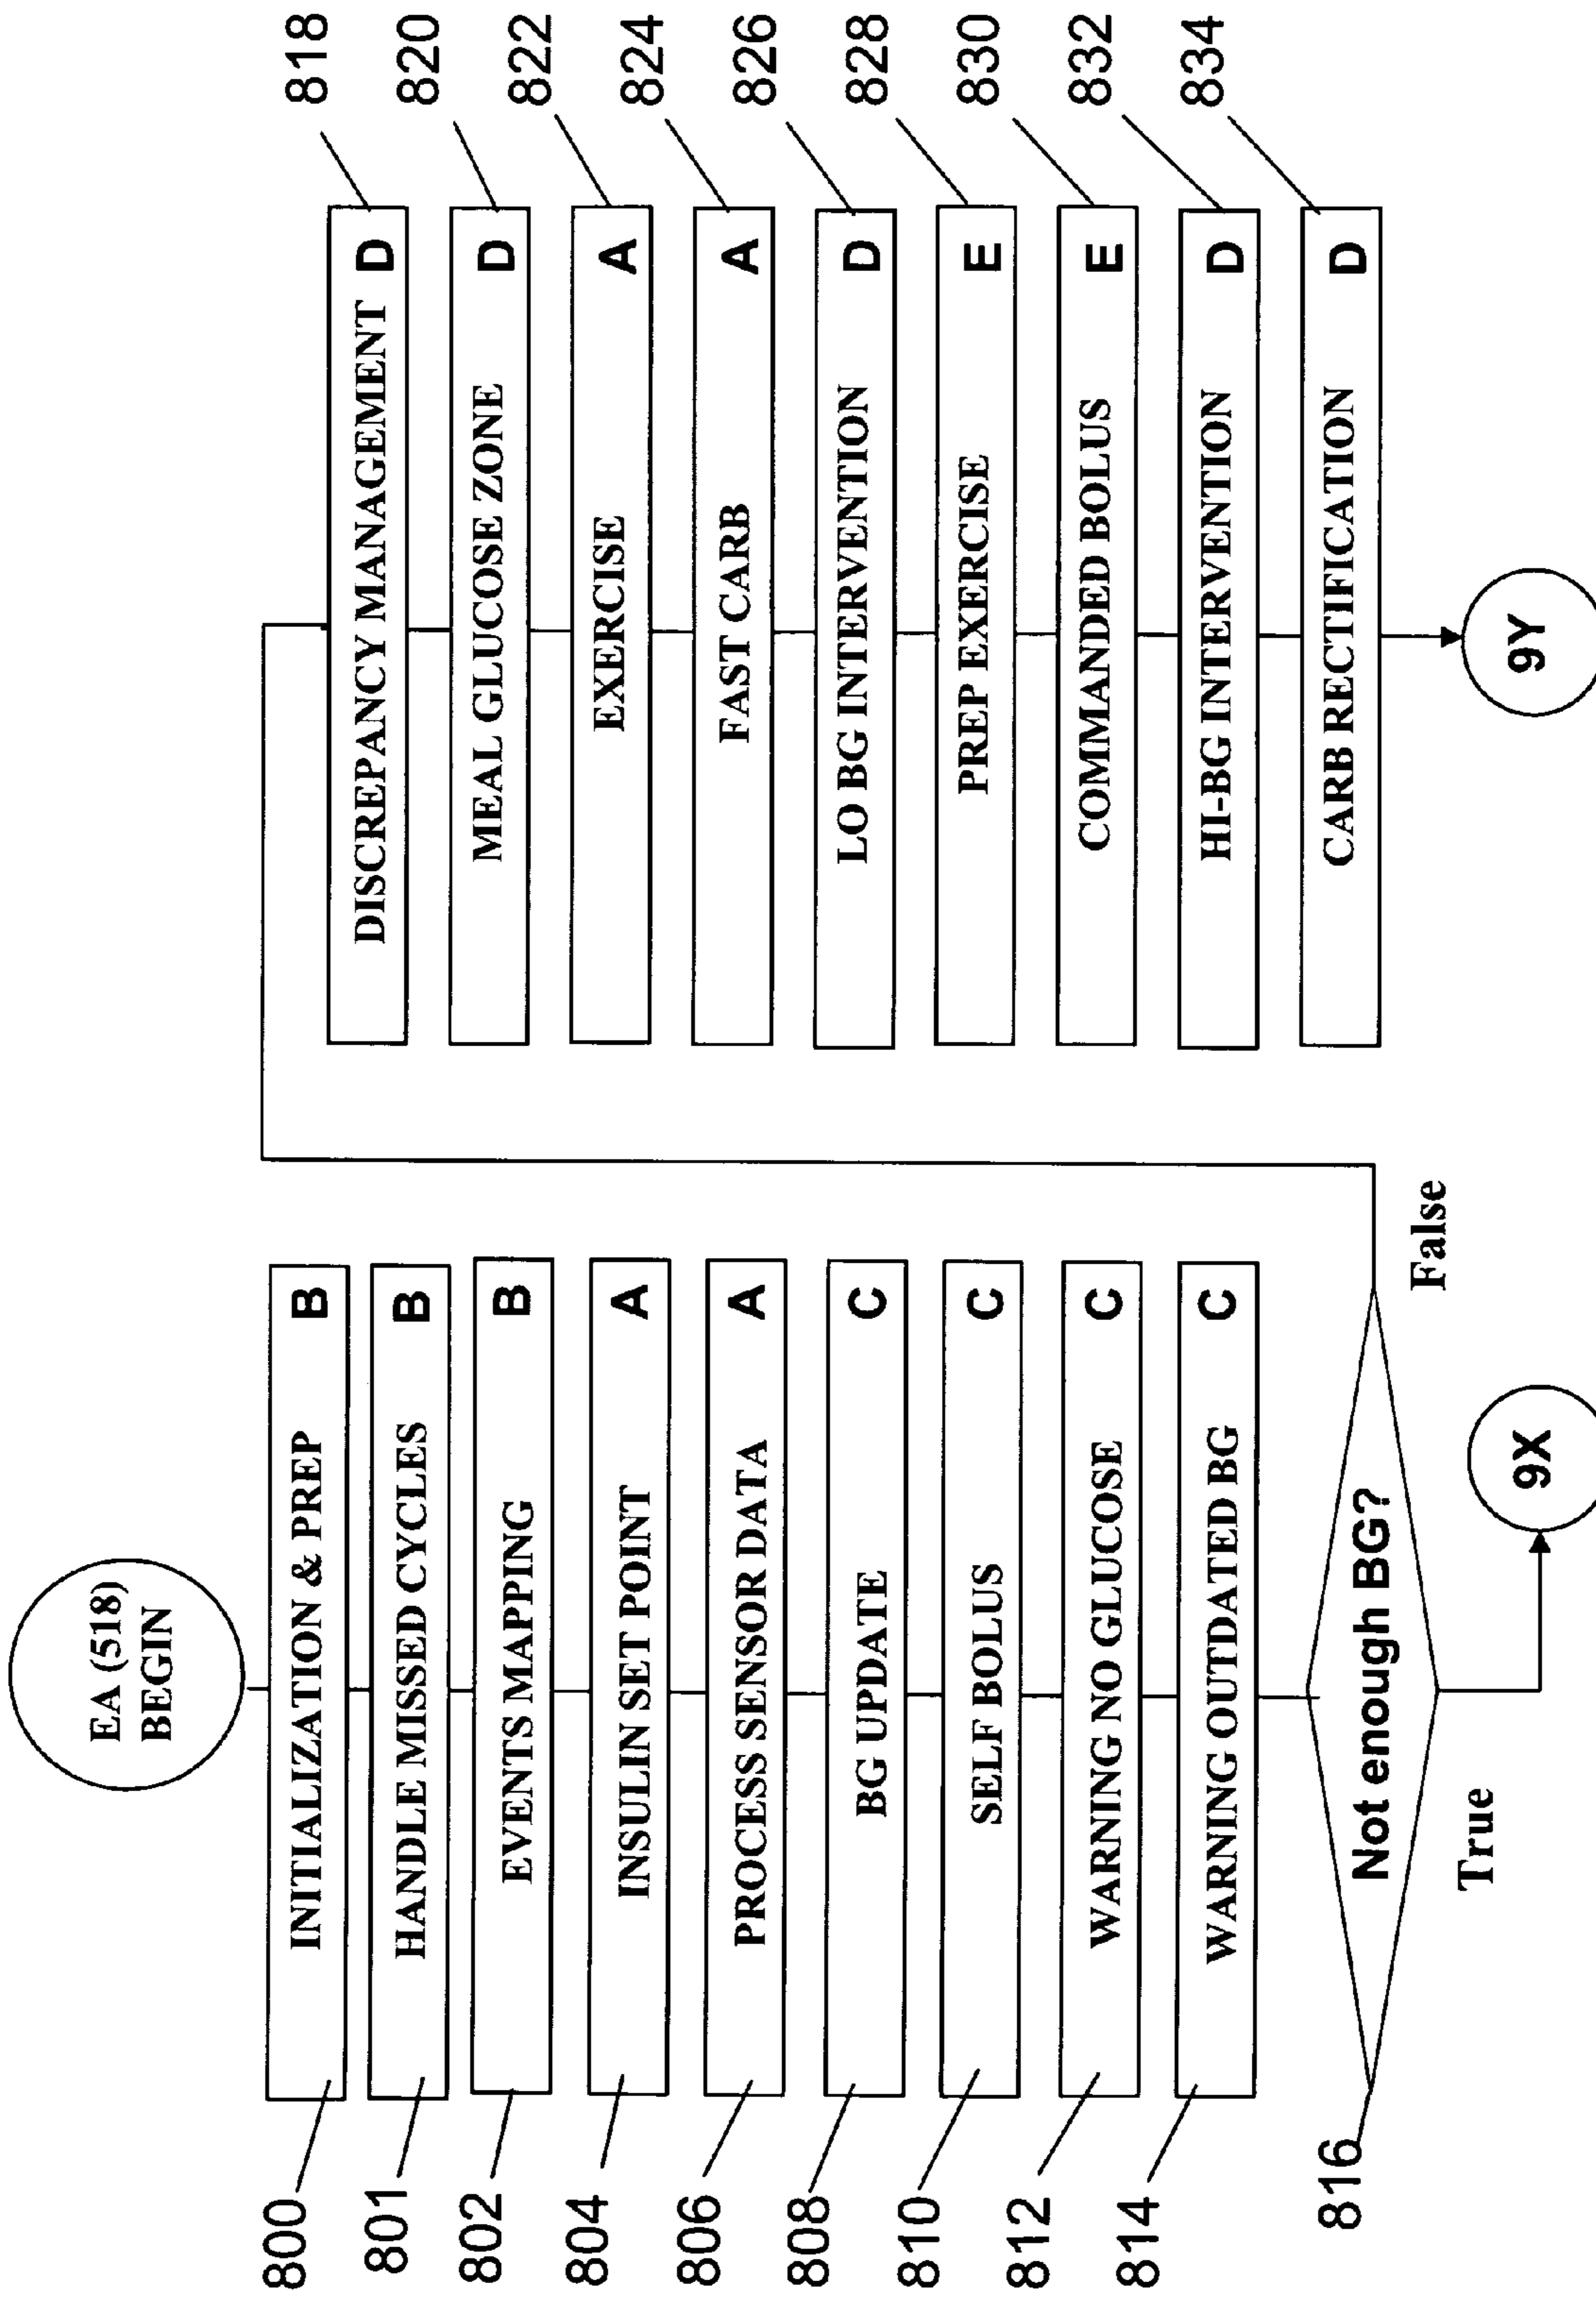 EA (518)
BEGIN
800 INITIALIZATION & PREP B
801 HANDLE MISSED CYCLES B
802 EVENTS MAPPING B
804 INSULIN SET POINT A
806 PROCESS SENSOR DATA A
808 BG UPDATE C
810 SELF BOLUS C
812 WARNING NO GLUCOSE C
814 WARNING OUTDATED BG C
816 Not enough BG?
False
True
9X
DISCREPANCY MANAGEMENT D 818
MEAL GLUCOSE ZONE D 820
EXERCISE A 822
FAST CARB A 824
LO BG INTERVENTION D 826
PREP EXERCISE E 828
COMMANDED BOLUS E 830
HI-BG INTERVENTION D 832
CARB RECTIFICATION D 834
9Y